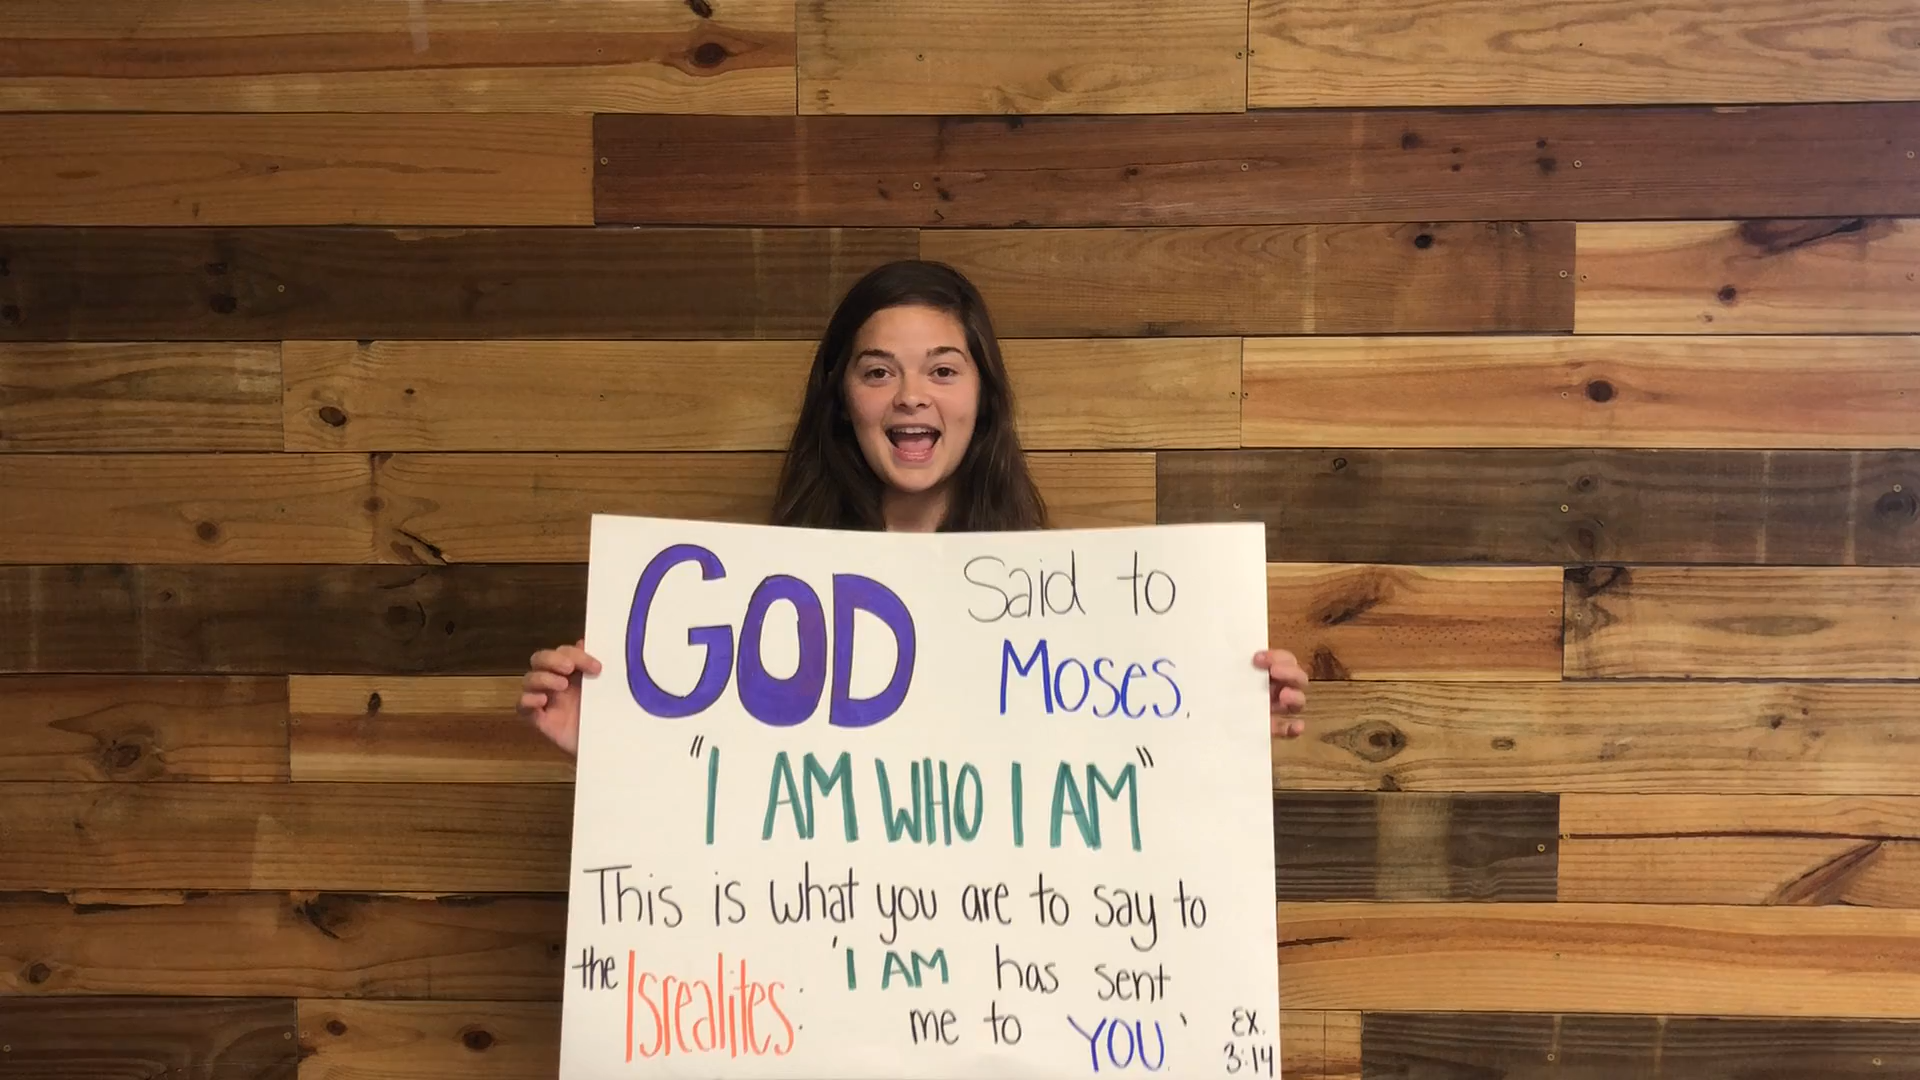 GOD Said to
Moses.
"I AM WHO I AM"
This is what you are to say to
the Isrealites: 'I AM has sent
me to YOU.'
EX.
3:14